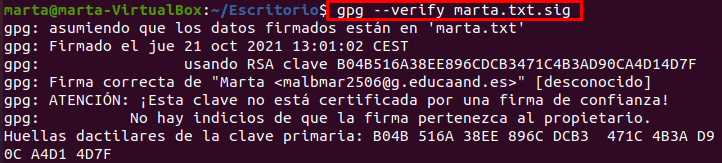 marta@marta-VirtualBox:~/Escritorio$ gpg --verify marta.txt.sig
gpg: asumiendo que los datos firmados están en 'marta.txt'
gpg: Firmado el jue 21 oct 2021 13:01:02 CEST
gpg:                usando RSA clave B04B516A38EE896CDCB3471C4B3AD90CA4D14D7F
gpg: Firma correcta de "Marta <malbmar2506@g.educaand.es>" [desconocido]
gpg: ATENCIÓN: ¡Esta clave no está certificada por una firma de confianza!
gpg:          No hay indicios de que la firma pertenezca al propietario.
Huellas dactilares de la clave primaria: B04B 516A 38EE 896C DCB3  471C 4B3A D9
0C A4D1 4D7F